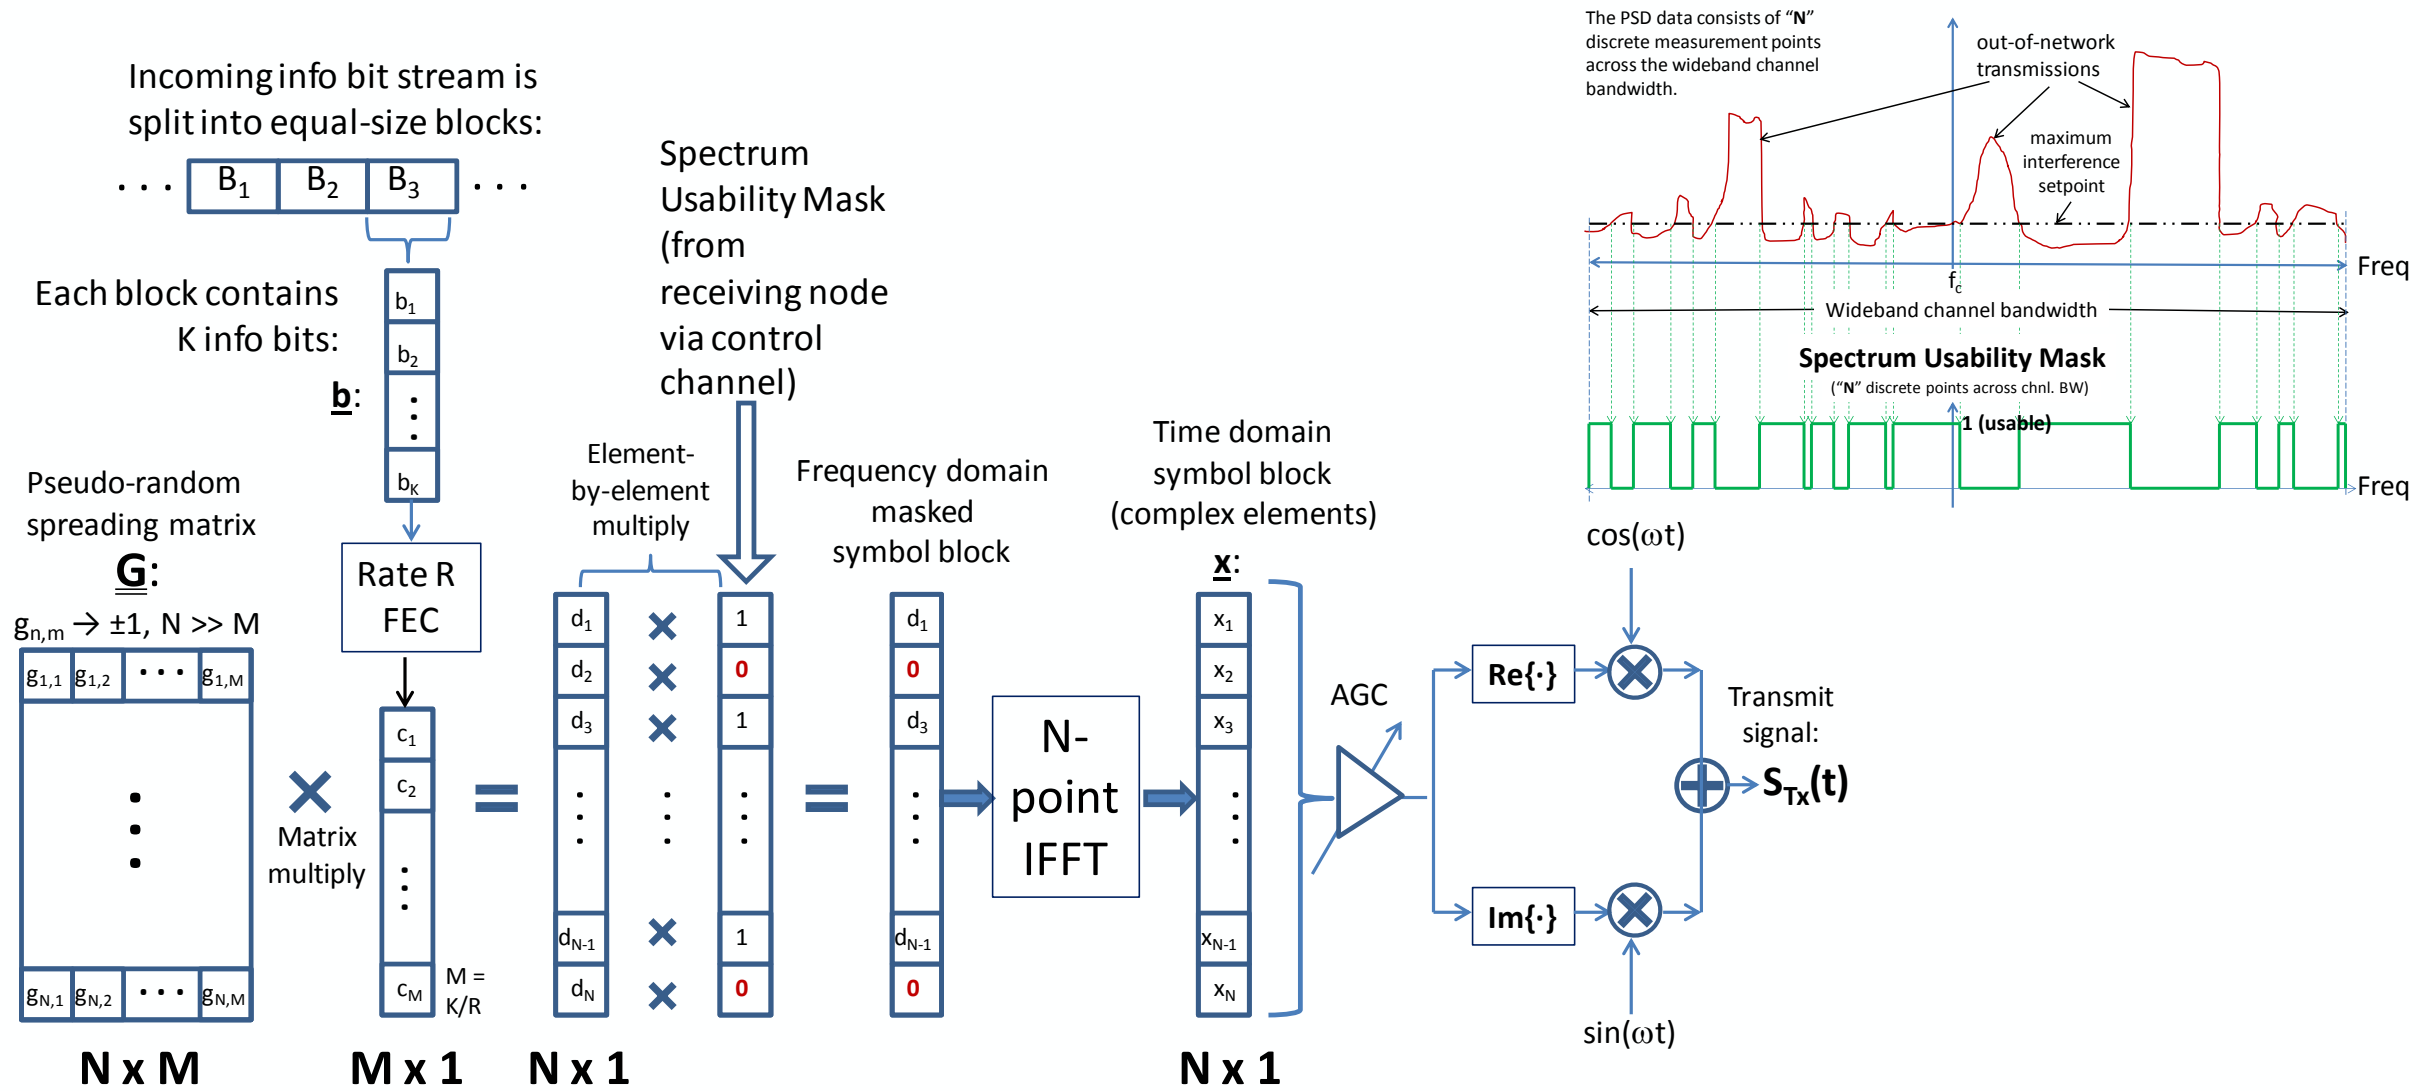 Incoming info bit stream is
split into equal-size blocks:
. . . B1 B2 B3 . . .
Each block contains
K info bits:
b:
b1
b2
⋮
bK
Rate R
FEC
Pseudo-random
spreading matrix
G:
gn,m → ±1, N >> M
g1,1 g1,2 ··· g1,M
⋮
gN,1 gN,2 ··· gN,M
N x M
×
Matrix
multiply
c1
c2
⋮
cM
M =
K/R
M x 1
=
Spectrum
Usability Mask
(from
receiving node
via control
channel)
Element-
by-element
multiply
d1 × 1
d2 × 0
d3 × 1
⋮ ⋮ ⋮
dN-1 × 1
dN × 0
N x 1
=
Frequency domain
masked
symbol block
d1
0
d3
⋮
dN-1
0
N-
point
IFFT
Time domain
symbol block
(complex elements)
x:
x1
x2
x3
⋮
xN-1
xN
N x 1
AGC
Re{·}
Im{·}
cos(ωt)
×
sin(ωt)
×
+
Transmit
signal:
STx(t)
The PSD data consists of “N”
discrete measurement points
across the wideband channel
bandwidth.
out-of-network
transmissions
maximum
interference
setpoint
Freq
fc
Wideband channel bandwidth
Spectrum Usability Mask
(“N” discrete points across chnl. BW)
1 (usable)
Freq